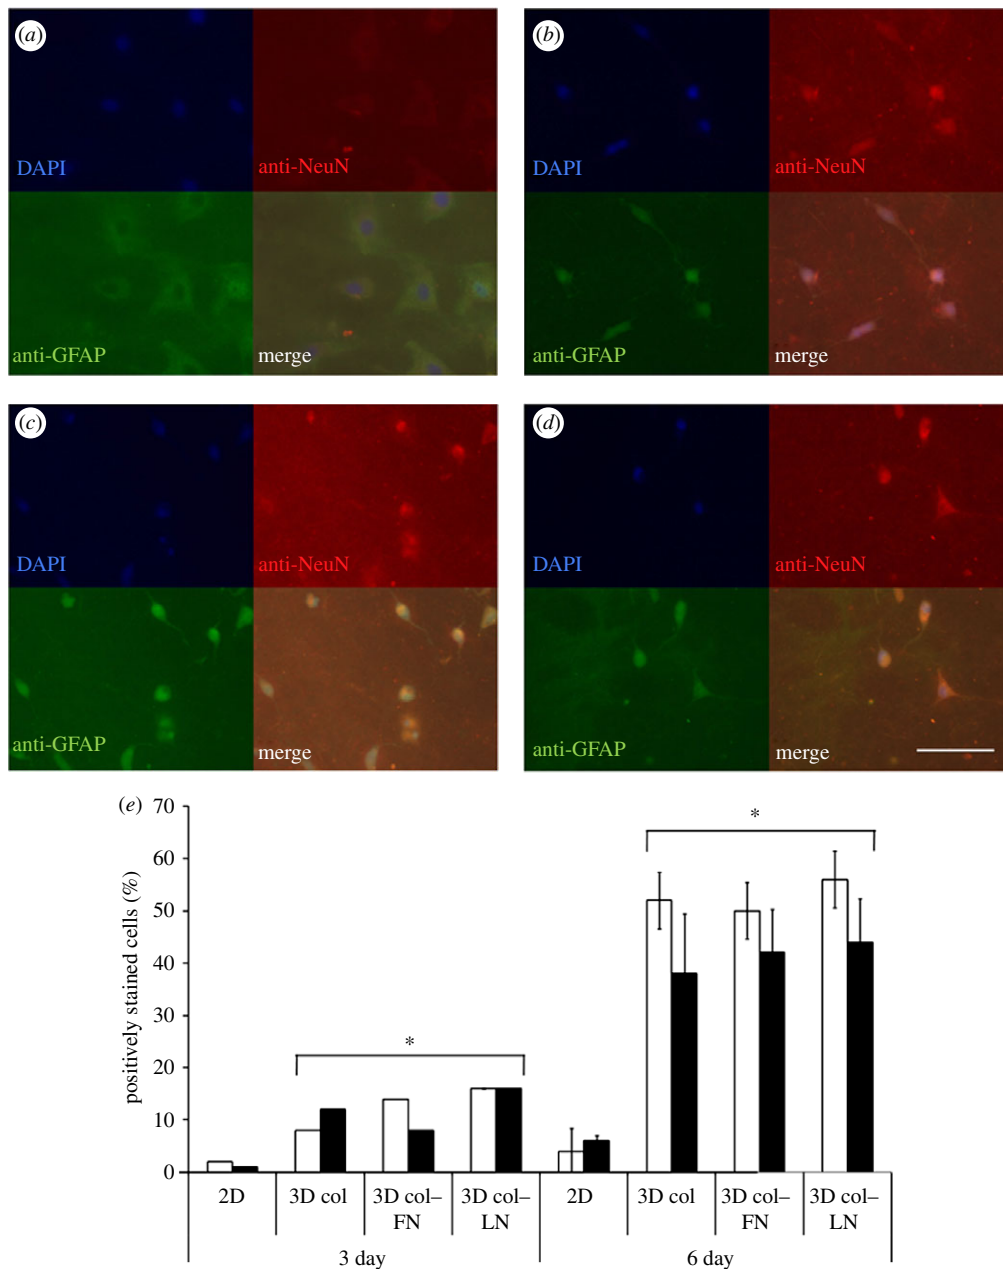 (a)
DAPI
anti-NeuN
anti-GFAP
merge
(b)
DAPI
anti-NeuN
anti-GFAP
merge
(c)
DAPI
anti-NeuN
anti-GFAP
merge
(d)
DAPI
anti-NeuN
anti-GFAP
merge
(e)
positively stained cells (%)
70
60
50
40
30
20
10
0
*
*
2D
3D col
3D col–
FN
3D col–
LN
2D
3D col
3D col–
FN
3D col–
LN
3 day
6 day